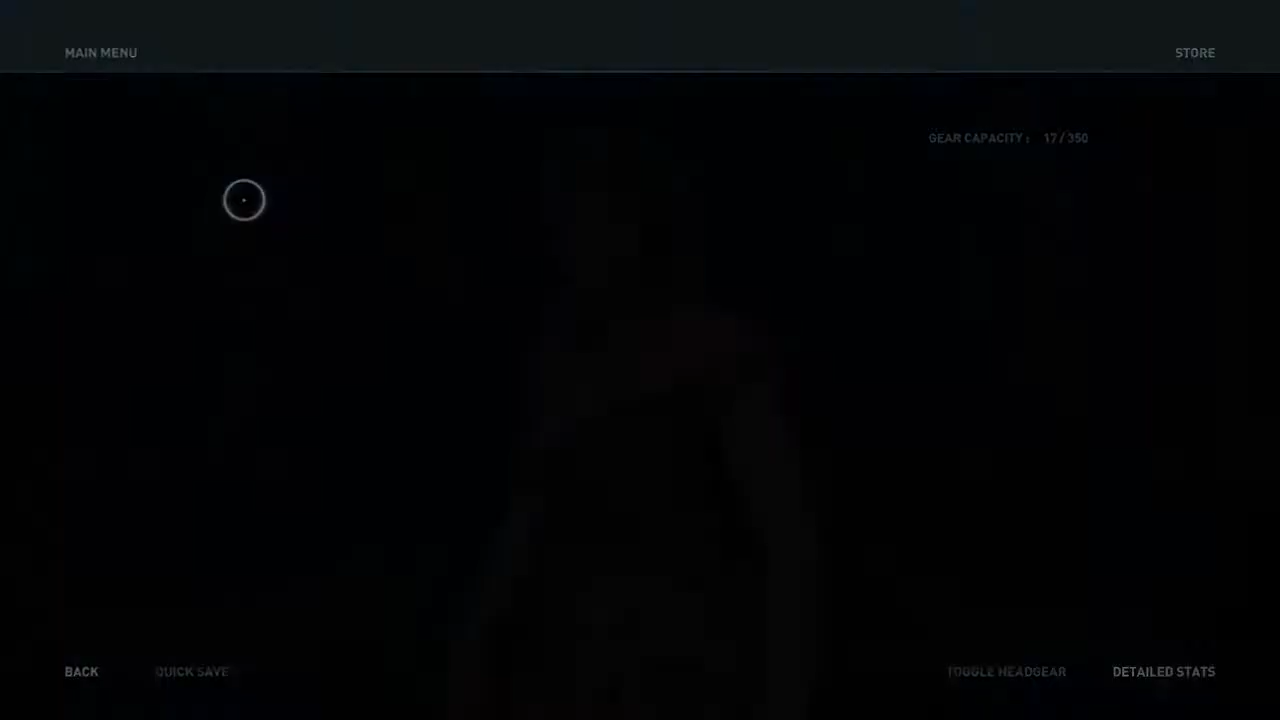 MAIN MENU
STORE
GEAR CAPACITY : 17 / 350
BACK
QUICK SAVE
TOGGLE HEADGEAR
DETAILED STATS